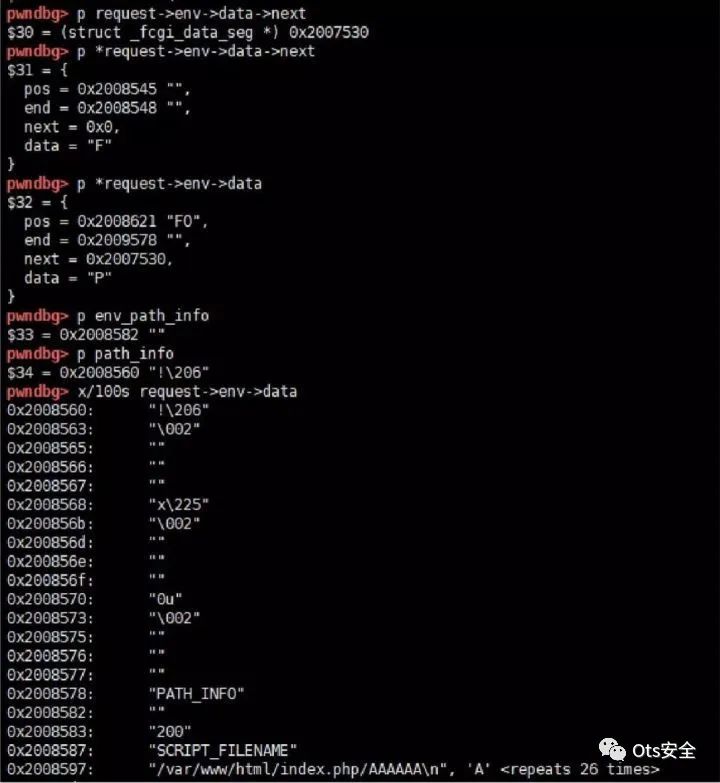 pwndbg> p request->env->data->next
$30 = (struct _fcgi_data_seg *) 0x2007530
pwndbg> p *request->env->data->next
$31 = {
  pos = 0x2008545 "",
  end = 0x2008548 "",
  next = 0x0,
  data = "F"
}
pwndbg> p *request->env->data
$32 = {
  pos = 0x2008621 "FO",
  end = 0x2009578 "",
  next = 0x2007530,
  data = "P"
}
pwndbg> p env_path_info
$33 = 0x2008582 ""
pwndbg> p path_info
$34 = 0x2008560 "!\206"
pwndbg> x/100s request->env->data
0x2008560:      "!\206"
0x2008563:      "\002"
0x2008565:      ""
0x2008566:      ""
0x2008567:      ""
0x2008568:      "x\225"
0x200856b:      "\002"
0x200856d:      ""
0x200856e:      ""
0x200856f:      ""
0x2008570:      "0u"
0x2008573:      "\002"
0x2008575:      ""
0x2008576:      ""
0x2008577:      ""
0x2008578:      "PATH_INFO"
0x2008582:      ""
0x2008583:      "200"
0x2008587:      "SCRIPT_FILENAME"
0x2008597:      "/var/www/html/index.php/AAAAAA\n", 'A' <repeats 26 times>
Ots安全